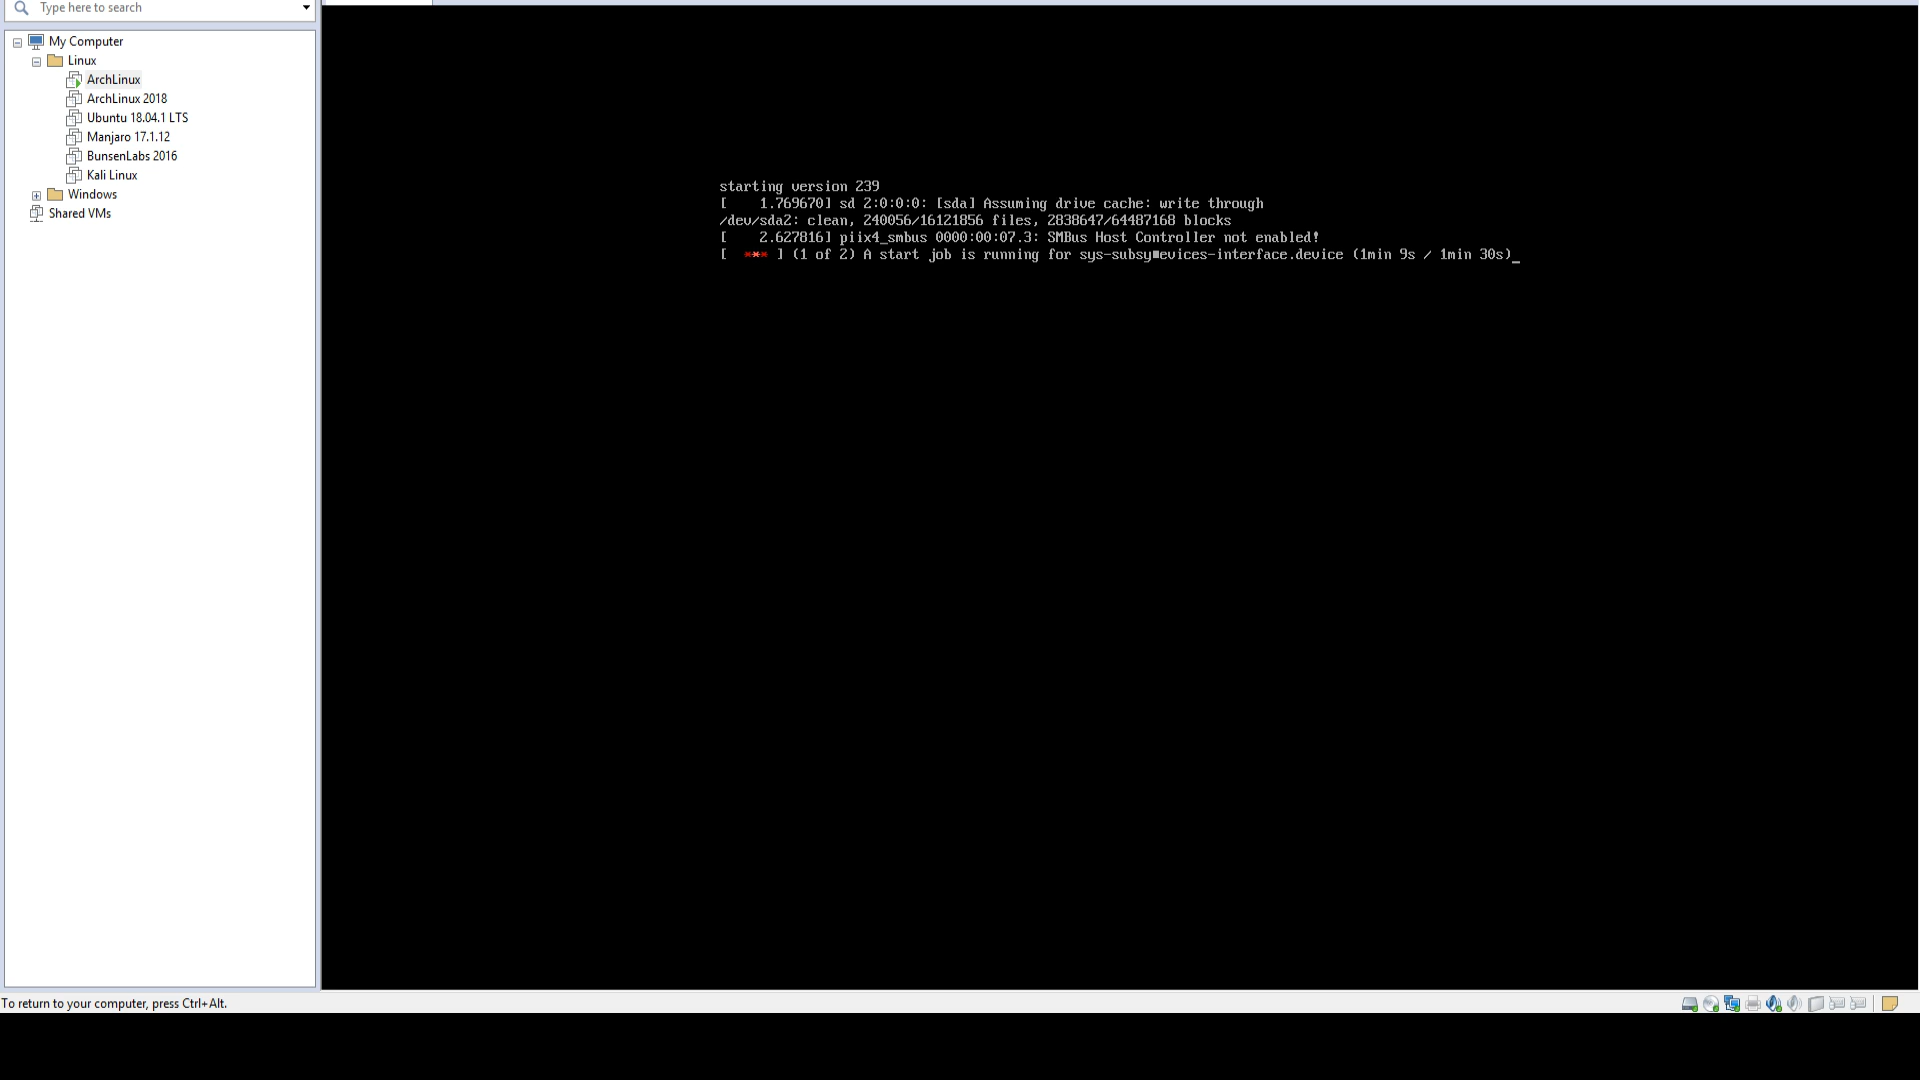 Type here to search
My Computer
Linux
ArchLinux
ArchLinux 2018
Ubuntu 18.04.1 LTS
Manjaro 17.1.12
BunsenLabs 2016
Kali Linux
Windows
Shared VMs
starting version 239
[    1.769670] sd 2:0:0:0: [sda] Assuming drive cache: write through
/dev/sda2: clean, 240056/16121856 files, 2838647/64487168 blocks
[    2.627816] piix4_smbus 0000:00:07.3: SMBus Host Controller not enabled!
[  *** ] (1 of 2) A start job is running for sys-subsy■evices-interface.device (1min 9s / 1min 30s)_
To return to your computer, press Ctrl+Alt.